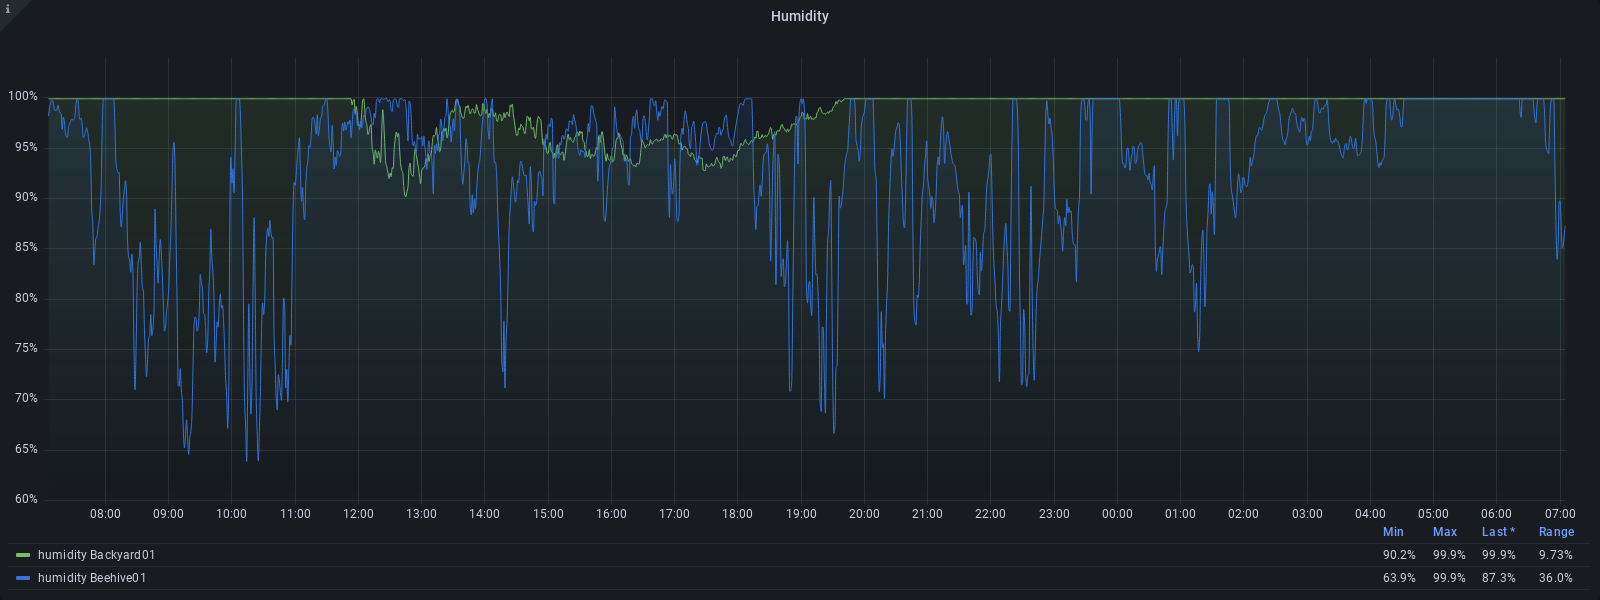 i
Humidity
100%
95%
90%
85%
80%
75%
70%
65%
60%
08:00 09:00 10:00 11:00 12:00 13:00 14:00 15:00 16:00 17:00 18:00 19:00 20:00 21:00 22:00 23:00 00:00 01:00 02:00 03:00 04:00 05:00 06:00 07:00
Min Max Last * Range
humidity Backyard01 90.2% 99.9% 99.9% 9.73%
humidity Beehive01 63.9% 99.9% 87.3% 36.0%